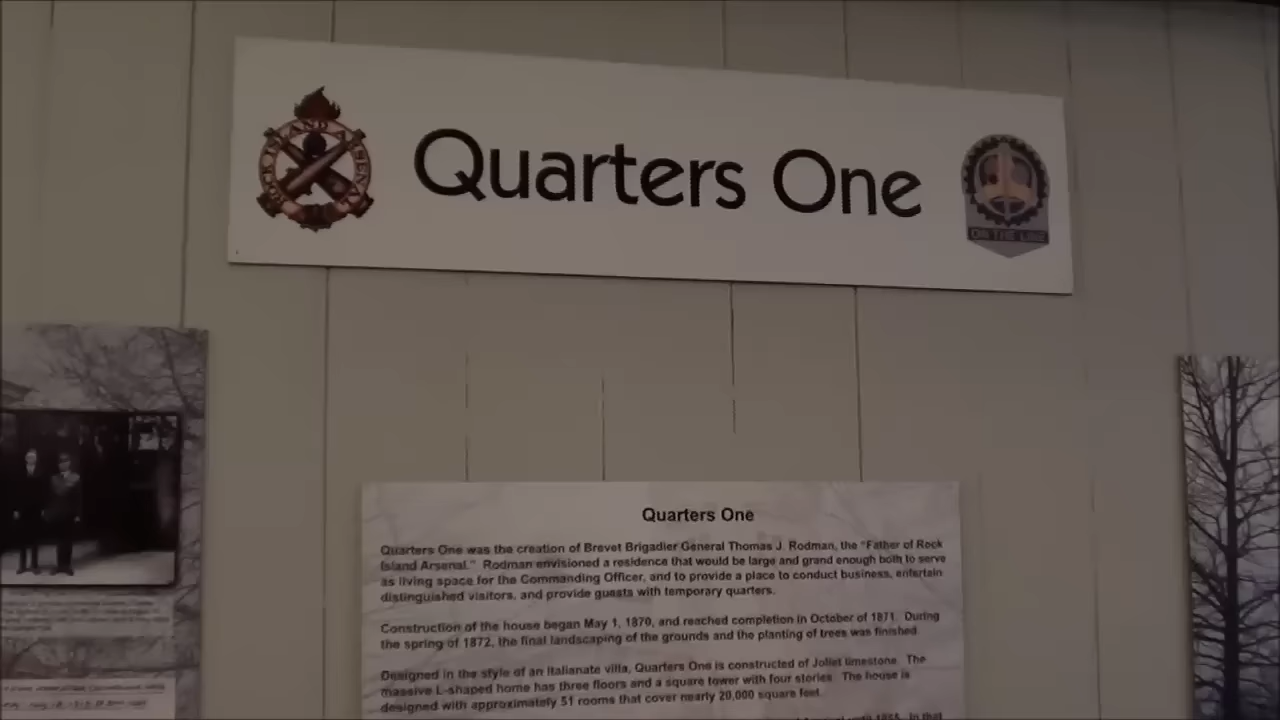 ROCK ISLAND ARSENAL
Quarters One
ON THE LINE
Quarters One
Quarters One was the creation of Brevet Brigadier General Thomas J. Rodman, the "Father of Rock
Island Arsenal." Rodman envisioned a residence that would be large and grand enough both to serve
as living space for the Commanding Officer, and to provide a place to conduct business, entertain
distinguished visitors, and provide guests with temporary quarters.
Construction of the house began May 1, 1870, and reached completion in October of 1871. During
the spring of 1872, the final landscaping of the grounds and the planting of trees was finished.
Designed in the style of an Italianate villa, Quarters One is constructed of Joliet limestone. The
massive L-shaped home has three floors and a square tower with four stories. The house is
designed with approximately 51 rooms that cover nearly 20,000 square feet.
In that